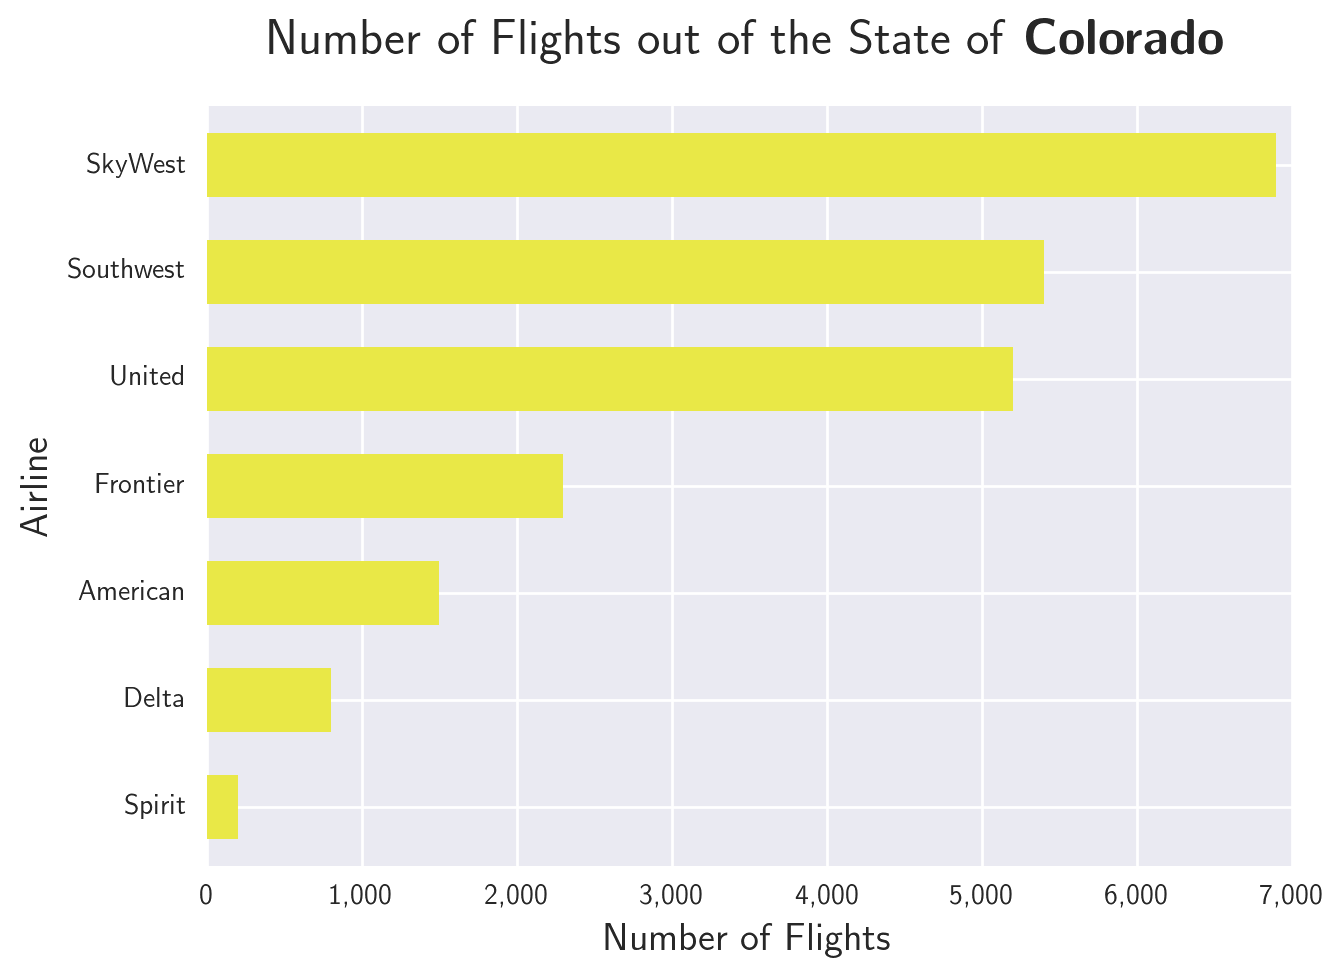 Number of Flights out of the State of Colorado
SkyWest
Southwest
United
Frontier
American
Delta
Spirit
Airline
0 1,000 2,000 3,000 4,000 5,000 6,000 7,000
Number of Flights